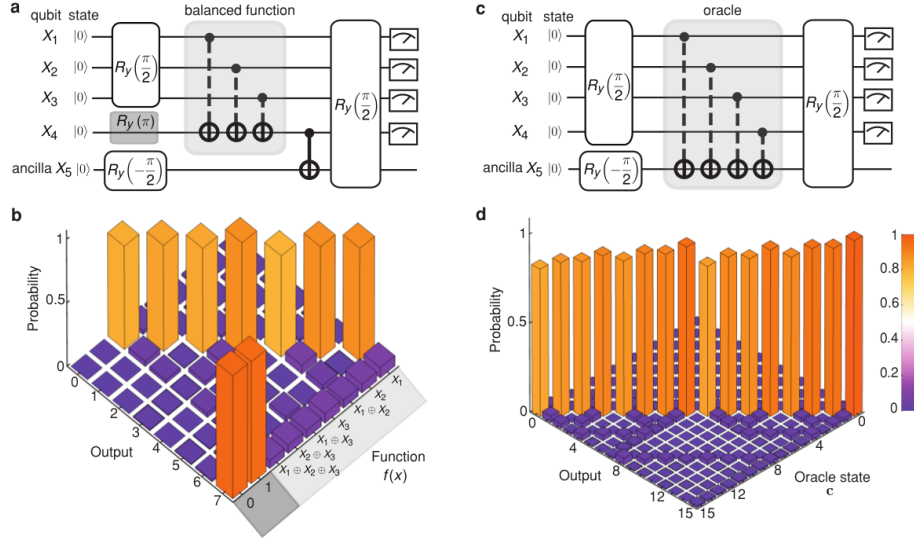 a
qubit state
balanced function
X1 |0⟩
X2 |0⟩
X3 |0⟩
X4 |0⟩
ancilla X5 |0⟩
Ry(π/2)
Ry(π)
Ry(−π/2)
Ry(π/2)
c
qubit state
oracle
X1 |0⟩
X2 |0⟩
X3 |0⟩
X4 |0⟩
ancilla X5 |0⟩
Ry(π/2)
Ry(−π/2)
Ry(π/2)
b
Probability
1
0.5
0
0
1
2
3
4
5
6
7
Output
0
1
X1 ⊕ X2 ⊕ X3
X2 ⊕ X3
X1 ⊕ X3
X3
X1 ⊕ X2
X2
X1
Function
f(x)
d
Probability
1
0.5
0
0
4
8
12
15
Output
15
12
8
4
0
Oracle state
c
1
0.8
0.6
0.4
0.2
0